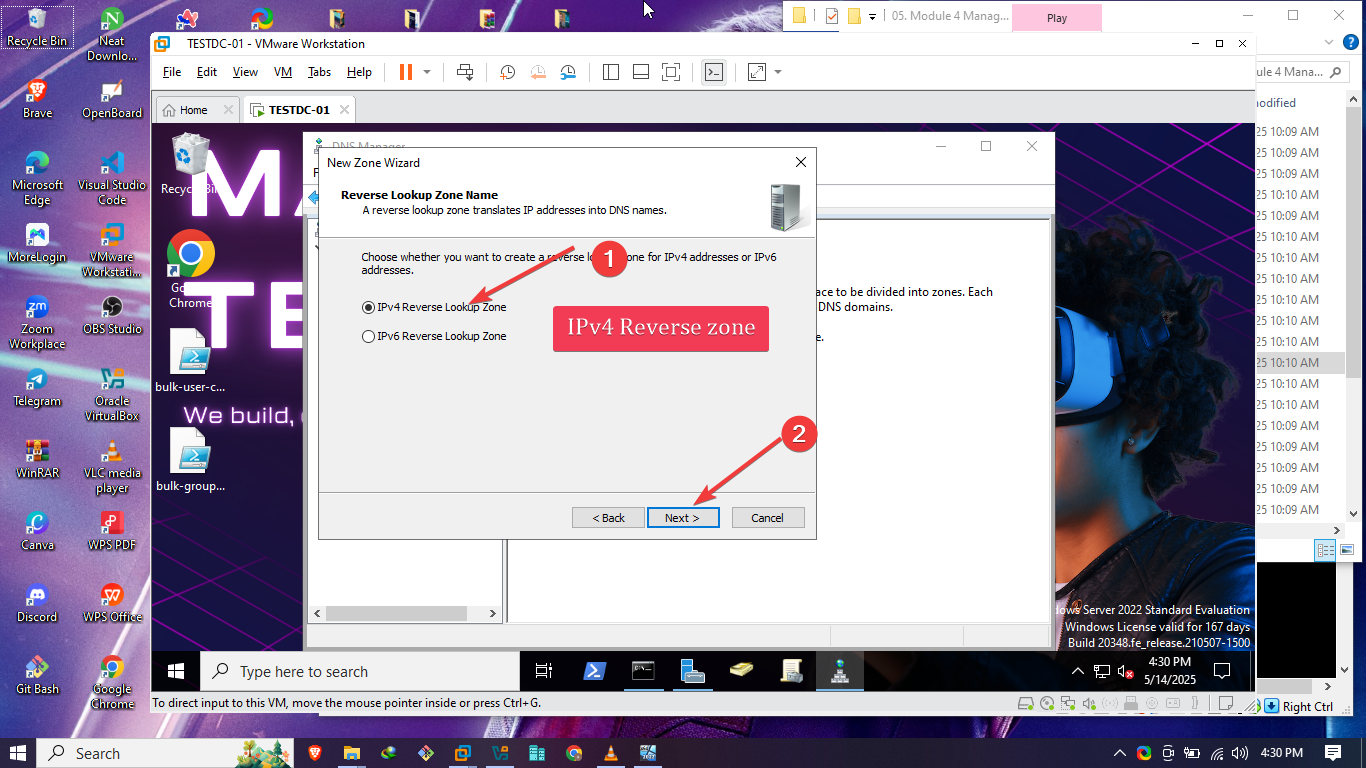 Recycle Bin
Neat
Downlo...
05. Module 4 Manag...
Play
TESTDC-01 - VMware Workstation
File Edit View VM Tabs Help
ule 4 Mana...
Home
TESTDC-01
Brave
OpenBoard
odified
25 10:09 AM
25 10:09 AM
25 10:09 AM
25 10:10 AM
25 10:09 AM
25 10:09 AM
25 10:09 AM
25 10:10 AM
25 10:09 AM
25 10:10 AM
25 10:09 AM
25 10:10 AM
25 10:10 AM
25 10:10 AM
25 10:09 AM
25 10:09 AM
25 10:09 AM
25 10:09 AM
25 10:09 AM
DNS Manager
New Zone Wizard
Reverse Lookup Zone Name
A reverse lookup zone translates IP addresses into DNS names.
Choose whether you want to create a reverse lookup zone for IPv4 addresses or IPv6
addresses.
1
IPv4 Reverse Lookup Zone
IPv6 Reverse Lookup Zone
IPv4 Reverse zone
2
< Back
Next >
Cancel
ace to be divided into zones. Each
DNS domains.
e.
Microsoft
Edge
Visual Studio
Code
MoreLogin
VMware
Workstati...
Zoom
Workplace
OBS Studio
Telegram
Oracle
VirtualBox
WinRAR
VLC media
player
Canva
WPS PDF
Discord
WPS Office
Git Bash
Google
Chrome
MA
TE
We build,
Chrome
bulk-user-c...
bulk-group...
dows Server 2022 Standard Evaluation
Windows License valid for 167 days
Build 20348.fe_release.210507-1500
Type here to search
4:30 PM
5/14/2025
To direct input to this VM, move the mouse pointer inside or press Ctrl+G.
Right Ctrl
Search
4:30 PM